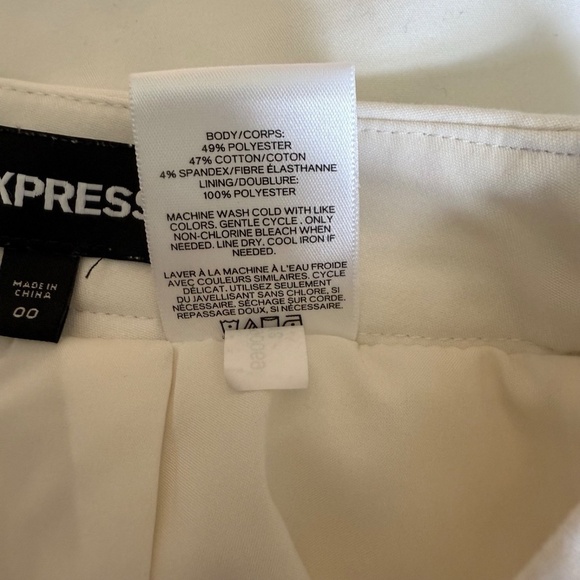 EXPRESS
MADE IN
CHINA
00
BODY/CORPS:
49% POLYESTER
47% COTTON/COTON
4% SPANDEX/FIBRE ÉLASTHANNE
LINING/DOUBLURE:
100% POLYESTER
MACHINE WASH COLD WITH LIKE
COLORS. GENTLE CYCLE . ONLY
NON-CHLORINE BLEACH WHEN
NEEDED. LINE DRY. COOL IRON IF
NEEDED.
LAVER À LA MACHINE À L'EAU FROIDE
AVEC COULEURS SIMILAIRES. CYCLE
DÉLICAT. UTILISEZ SEULEMENT
DU JAVELLISANT SANS CHLORE, SI
NÉCESSAIRE. SÉCHAGE SUR CORDE.
REPASSAGE DOUX, SI NÉCESSAIRE.